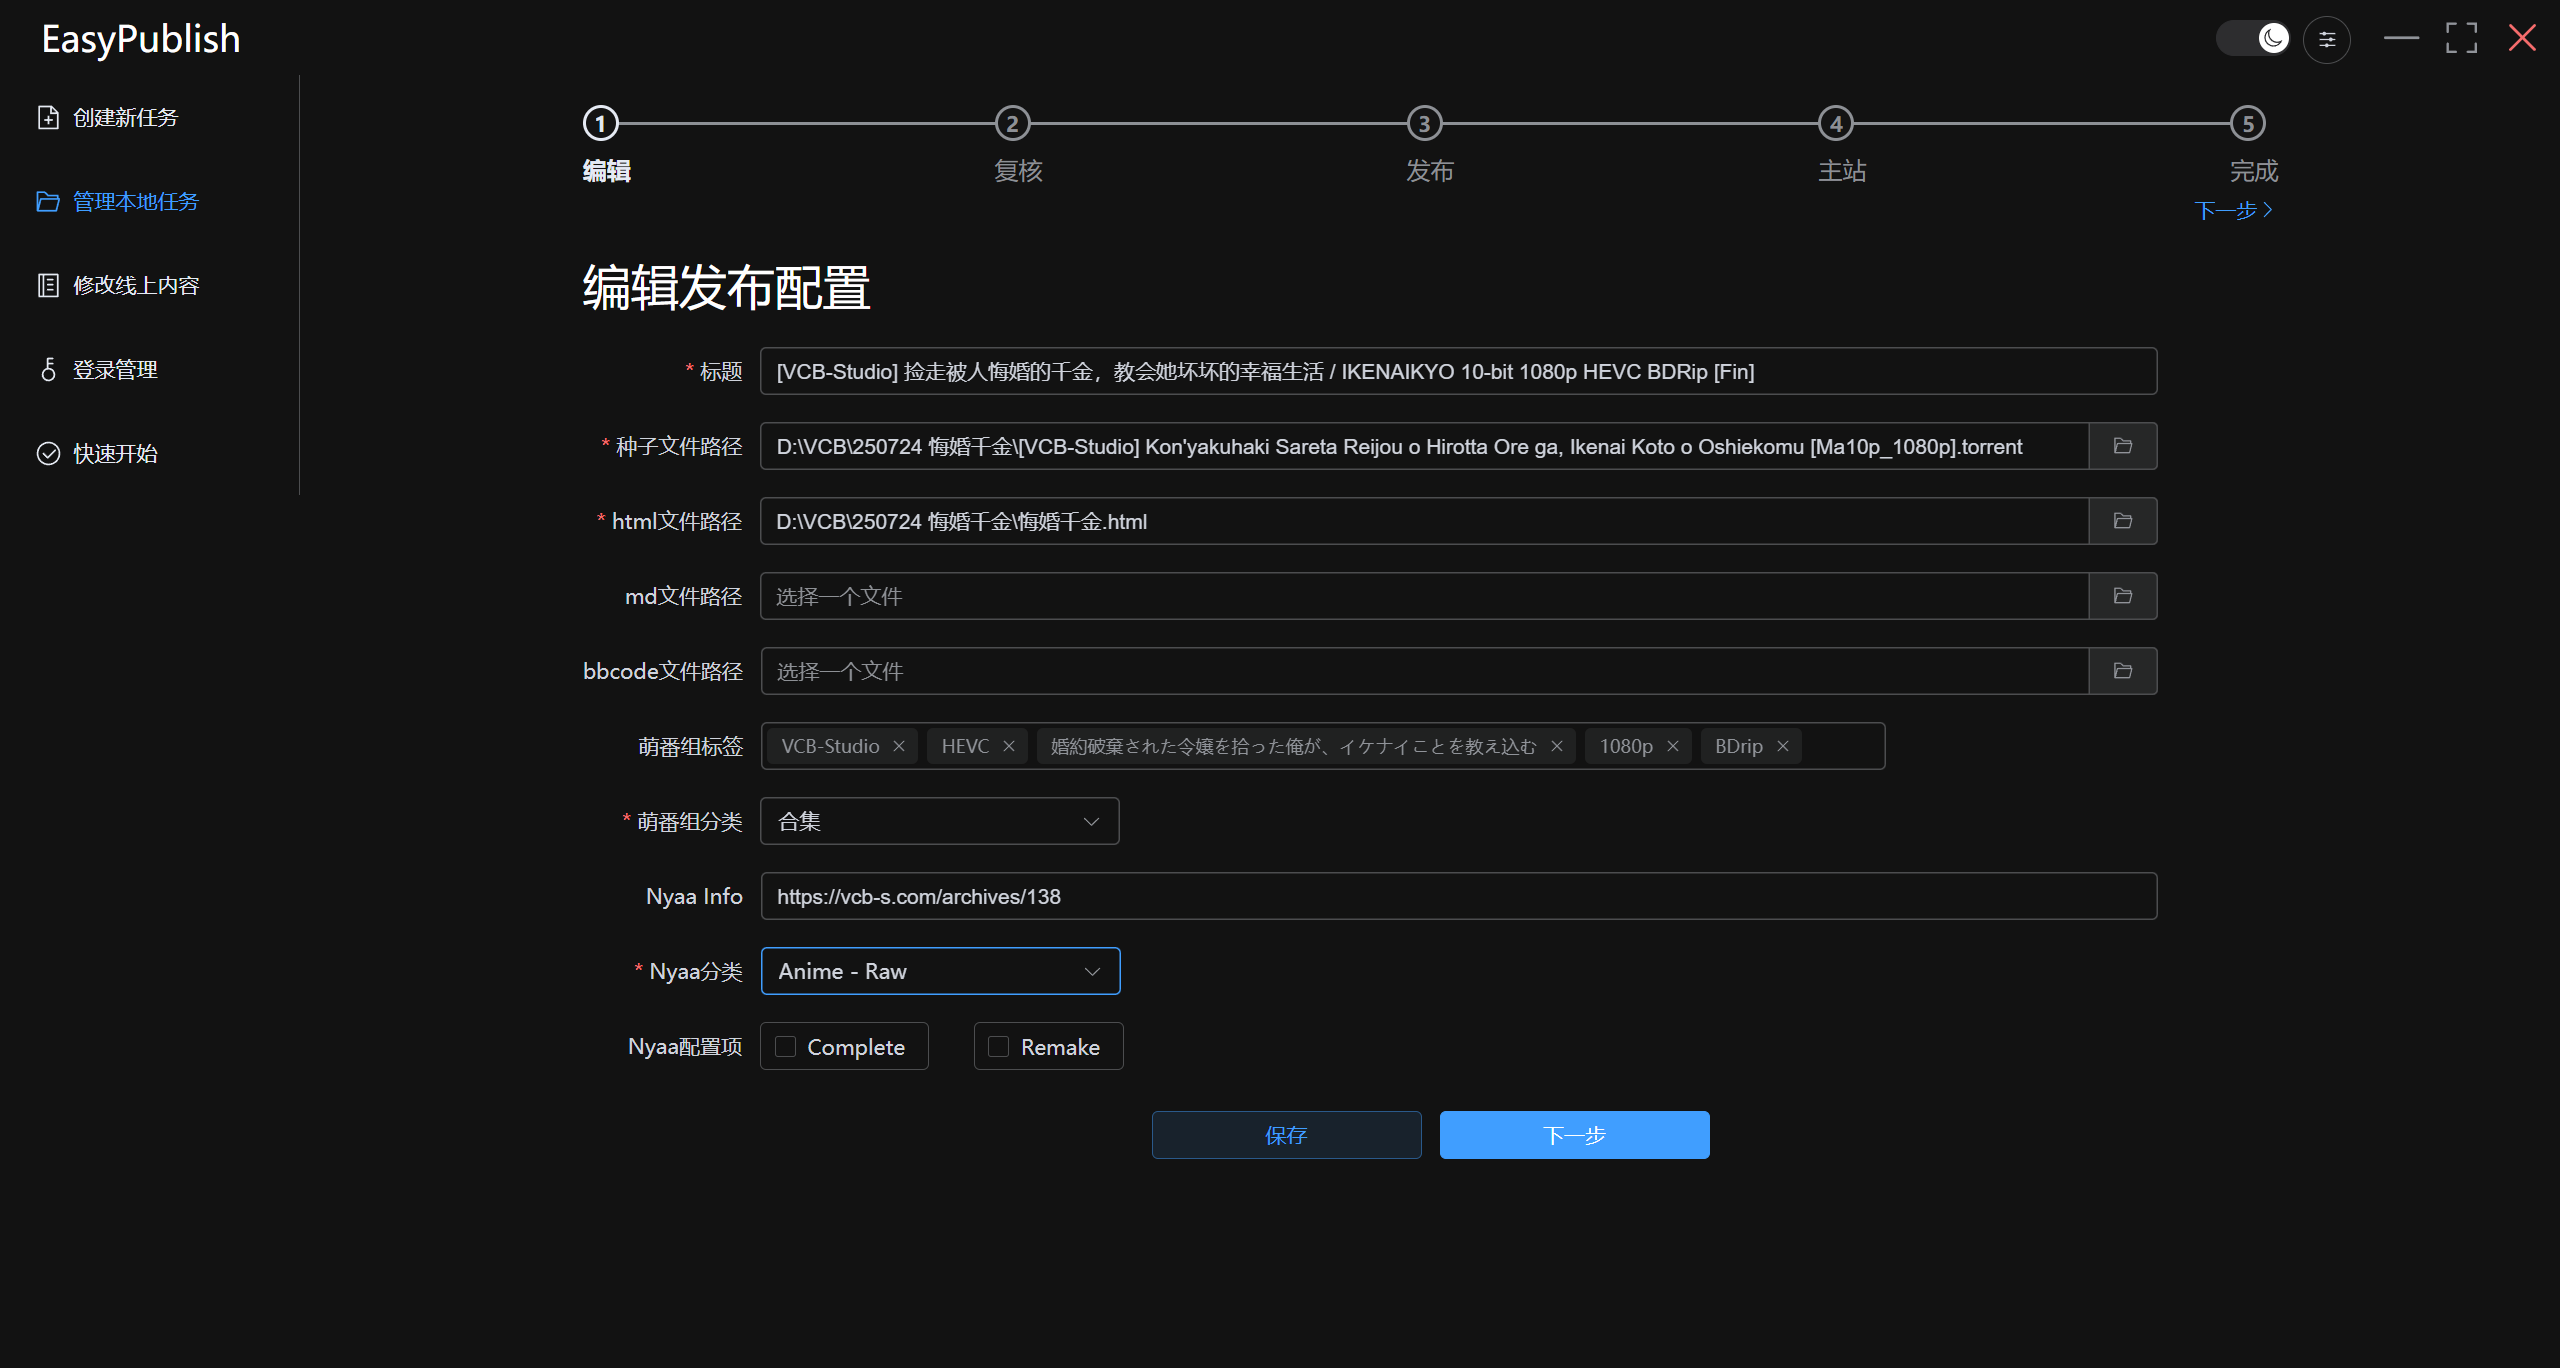 EasyPublish
创建新任务
管理本地任务
修改线上内容
登录管理
快速开始
1 2 3 4 5
编辑 复核 发布 主站 完成
下一步
编辑发布配置
* 标题 [VCB-Studio] 捡走被人悔婚的千金，教会她坏坏的幸福生活 / IKENAIKYO 10-bit 1080p HEVC BDRip [Fin]
* 种子文件路径 D:\VCB\250724 悔婚千金\[VCB-Studio] Kon'yakuhaki Sareta Reijou o Hirotta Ore ga, Ikenai Koto o Oshiekomu [Ma10p_1080p].torrent
* html文件路径 D:\VCB\250724 悔婚千金\悔婚千金.html
md文件路径 选择一个文件
bbcode文件路径 选择一个文件
萌番组标签 VCB-Studio HEVC 婚約破棄された令嬢を拾った俺が、イケナイことを教え込む 1080p BDrip
* 萌番组分类 合集
Nyaa Info https://vcb-s.com/archives/138
* Nyaa分类 Anime - Raw
Nyaa配置项 Complete Remake
保存 下一步